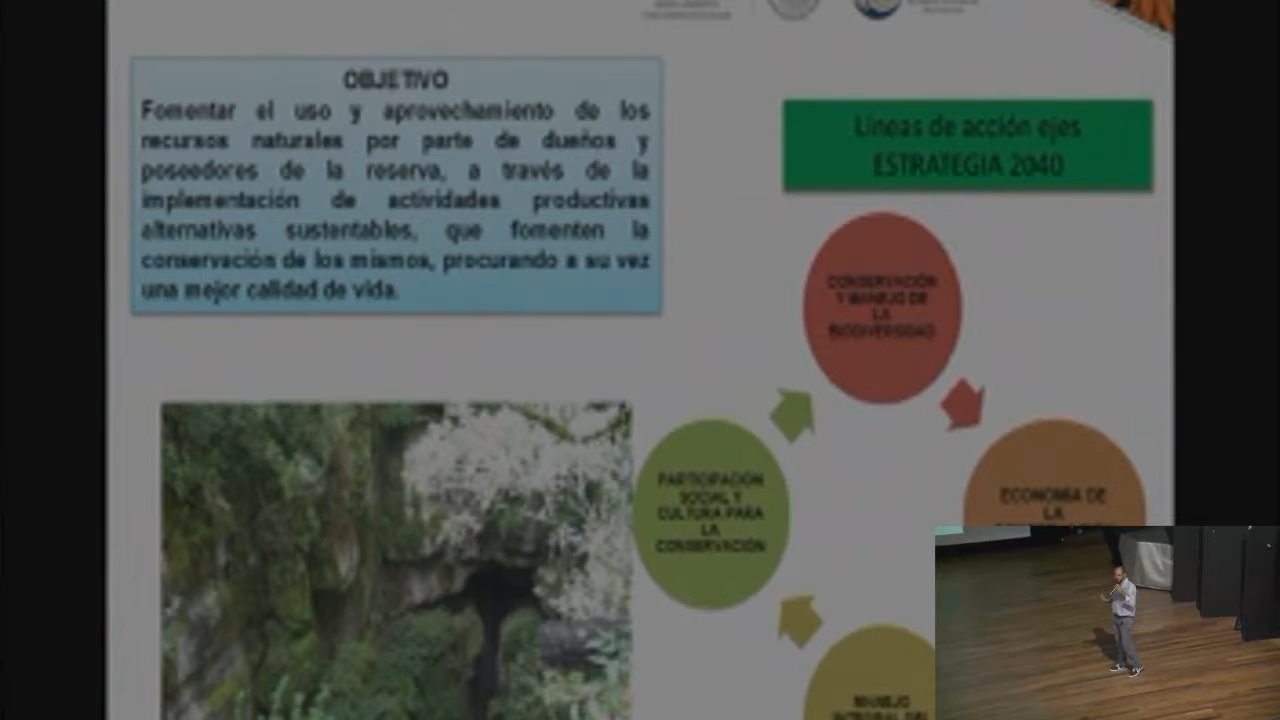 OBJETIVO
Fomentar el uso y aprovechamiento de los
recursos naturales por parte de dueños y
poseedores de la reserva, a través de la
implementación de actividades productivas
alternativas sustentables, que fomenten la
conservación de los mismos, procurando a su vez
una mejor calidad de vida.
Líneas de acción ejes
ESTRATEGIA 2040
CONSERVACIÓN
Y MANEJO DE
LA
BIODIVERSIDAD
PARTICIPACIÓN
SOCIAL Y
CULTURA PARA
LA
CONSERVACIÓN
ECONOMÍA DE
LA
MANEJO
INTEGRAL DEL